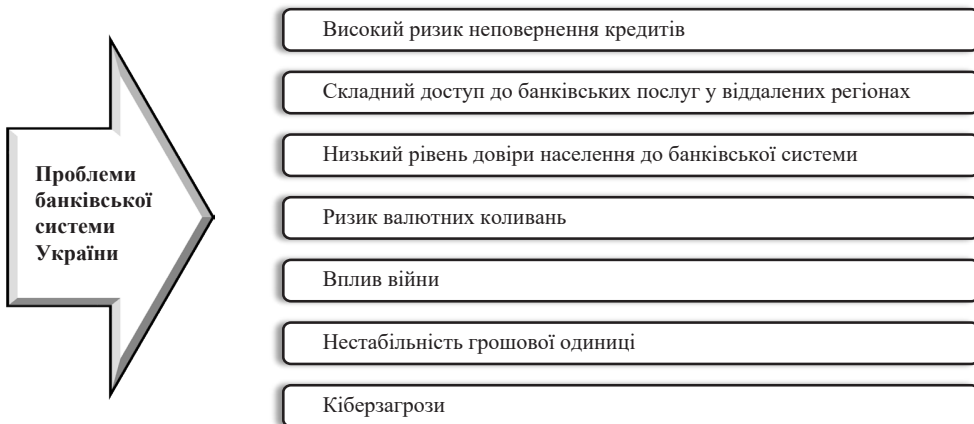 Проблеми
банківської
системи
України
Високий ризик неповернення кредитів
Складний доступ до банківських послуг у віддалених регіонах
Низький рівень довіри населення до банківської системи
Ризик валютних коливань
Вплив війни
Нестабільність грошової одиниці
Кіберзагрози